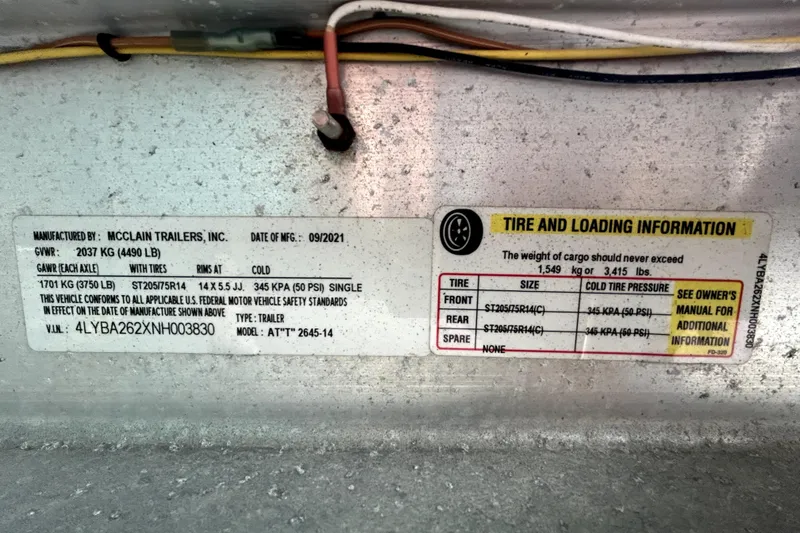 MANUFACTURED BY : MCCLAIN TRAILERS, INC. DATE OF MFG. : 09/2021
GVWR : 2037 KG (4490 LB)
GAWR (EACH AXLE) WITH TIRES RIMS AT COLD
1701 KG (3750 LB) ST205/75R14 14 X 5.5 JJ. 345 KPA (50 PSI) SINGLE
THIS VEHICLE CONFORMS TO ALL APPLICABLE U.S. FEDERAL MOTOR VEHICLE SAFETY STANDARDS
IN EFFECT ON THE DATE OF MANUFACTURE SHOWN ABOVE TYPE : TRAILER
V.I.N. : 4LYBA262XNH003830 MODEL : AT"T" 2645-14
TIRE AND LOADING INFORMATION
The weight of cargo should never exceed
1,549 kg or 3,415 lbs.
TIRE SIZE COLD TIRE PRESSURE
FRONT ST205/75R14(C) 345 KPA (50 PSI)
REAR ST205/75R14(C) 345 KPA (50 PSI)
SPARE NONE
SEE OWNER'S
MANUAL FOR
ADDITIONAL
INFORMATION
FD-320
4LYBA262XNH003830